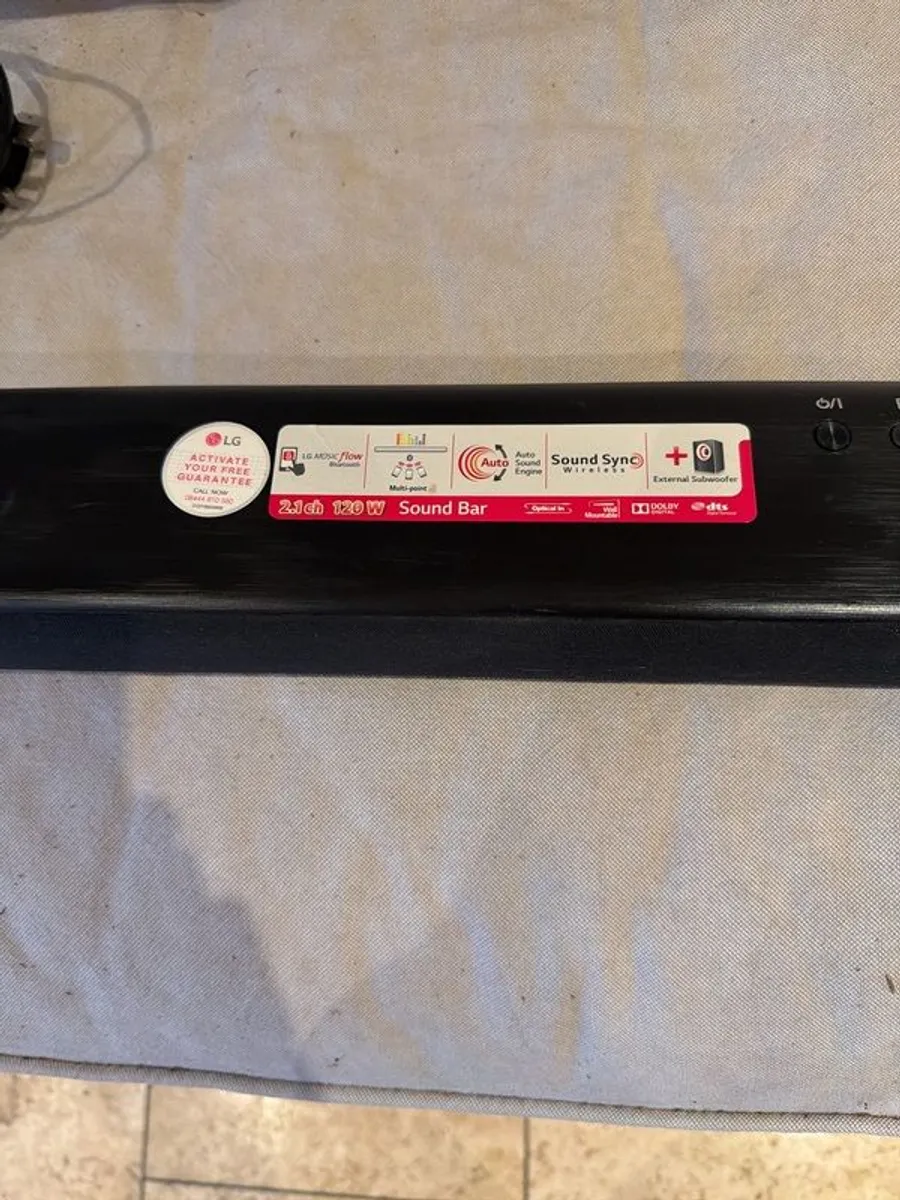 LG
ACTIVATE
YOUR FREE
GUARANTEE
CALL NOW
LG MUSIC flow
Bluetooth
Multi-point
Auto
Auto
Sound
Engine
Sound Sync
Wireless
+
External Subwoofer
2.1 ch 120 W Sound Bar
Optical In
Wall
Mountable
DOLBY
DIGITAL
dts